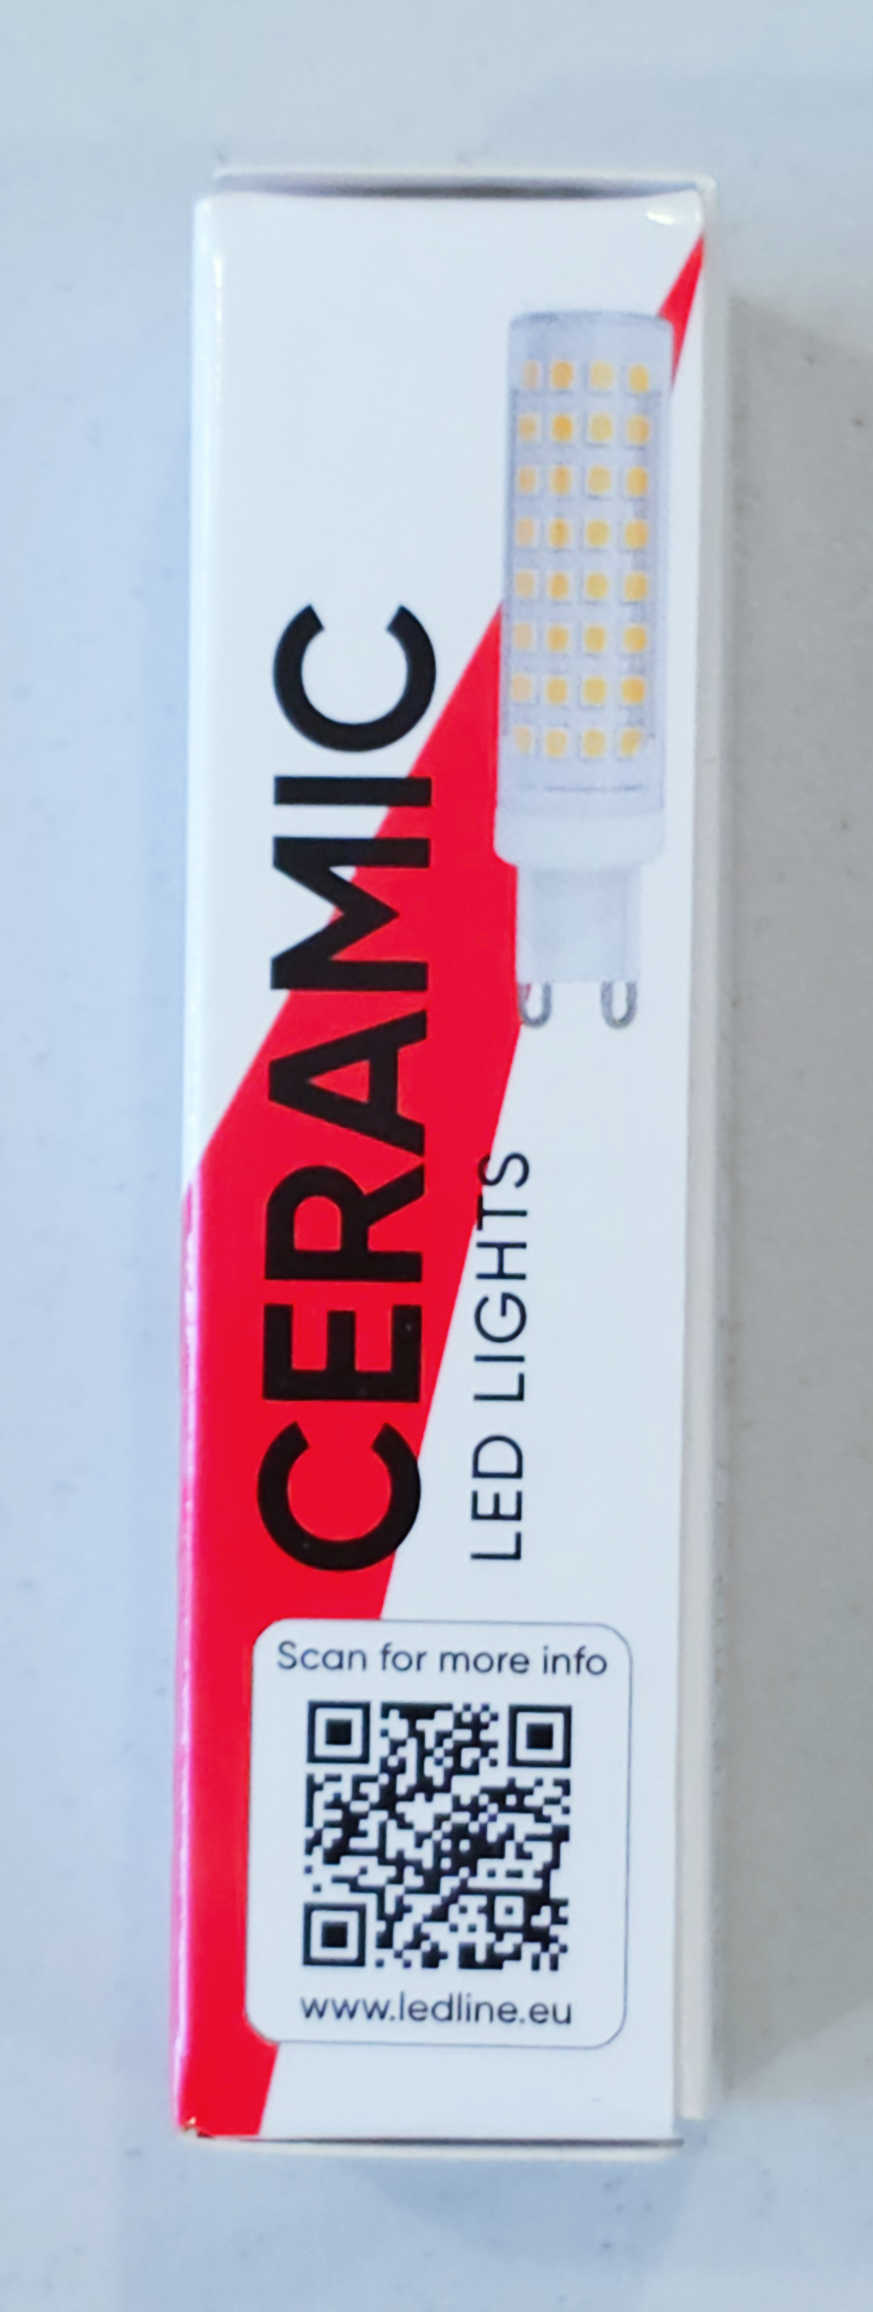 CERAMIC
LED LIGHTS
Scan for more info
www.ledline.eu